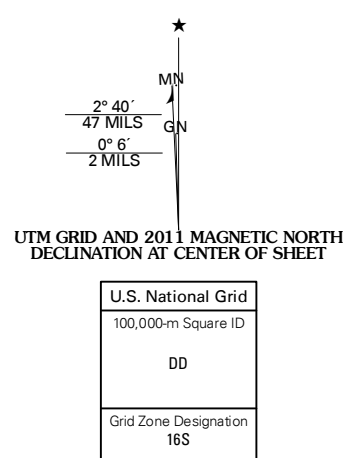 ★
MN
2° 40´
47 MILS
GN
0° 6´
2 MILS
UTM GRID AND 2011 MAGNETIC NORTH
DECLINATION AT CENTER OF SHEET
U.S. National Grid
100,000-m Square ID
DD
Grid Zone Designation
16S